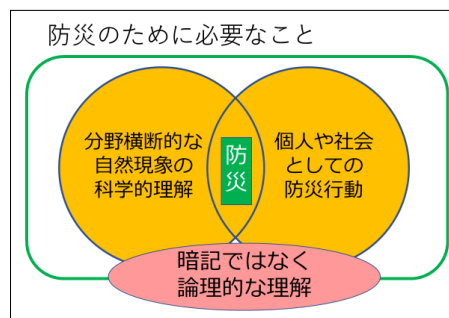 防災のために必要なこと
分野横断的な
自然現象の
科学的理解
防
災
個人や社会
としての
防災行動
暗記ではなく
論理的な理解